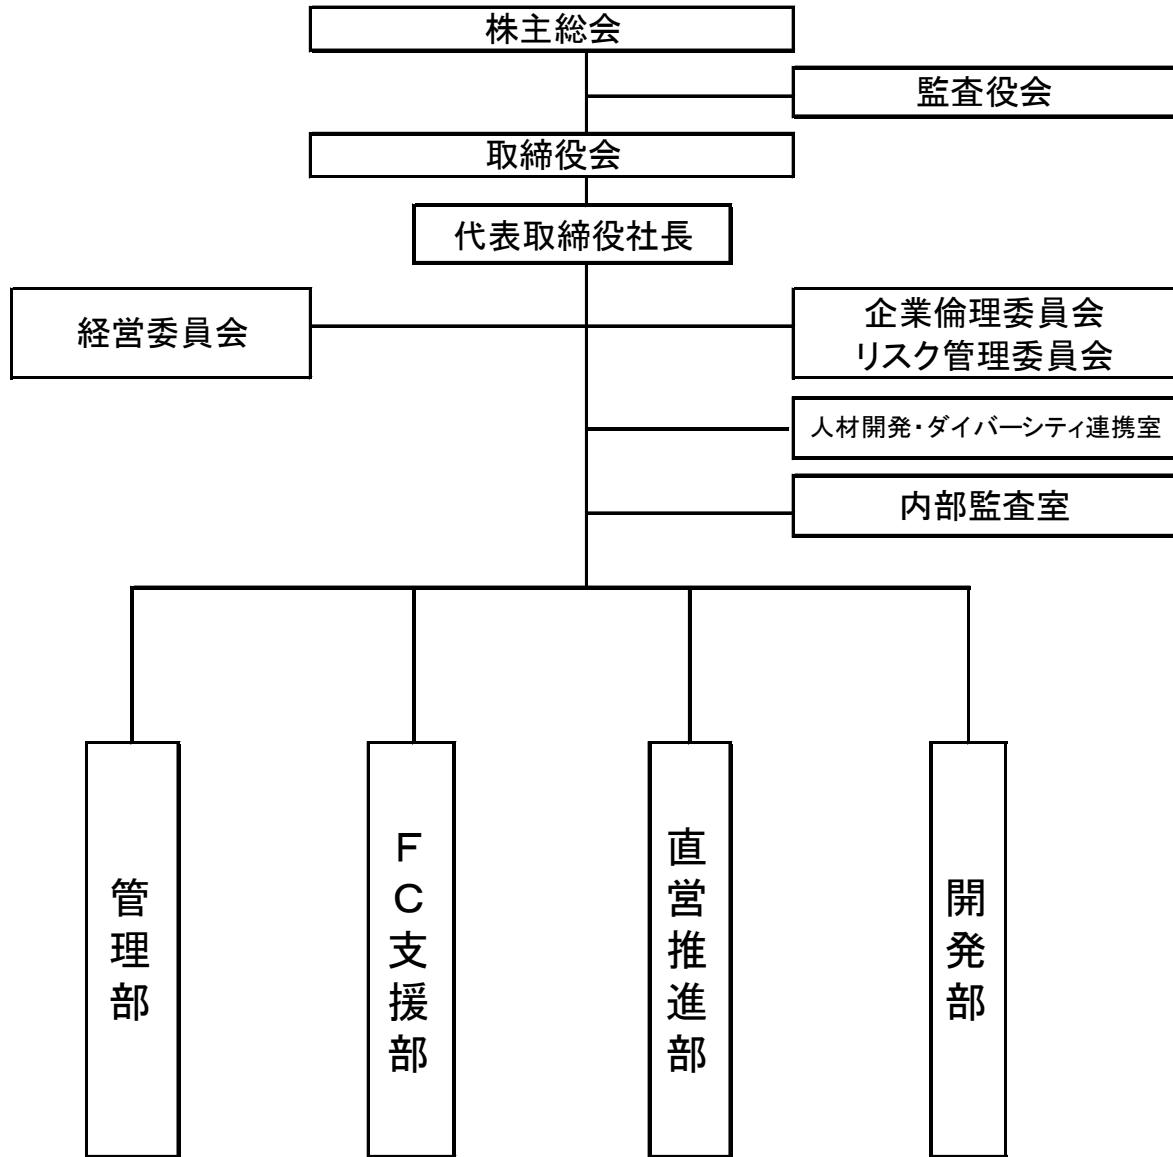 株主総会
監査役会
取締役会
代表取締役社長
経営委員会
企業倫理委員会
リスク管理委員会
人材開発・ダイバーシティ連携室
内部監査室
管理部
ＦＣ支援部
直営推進部
開発部